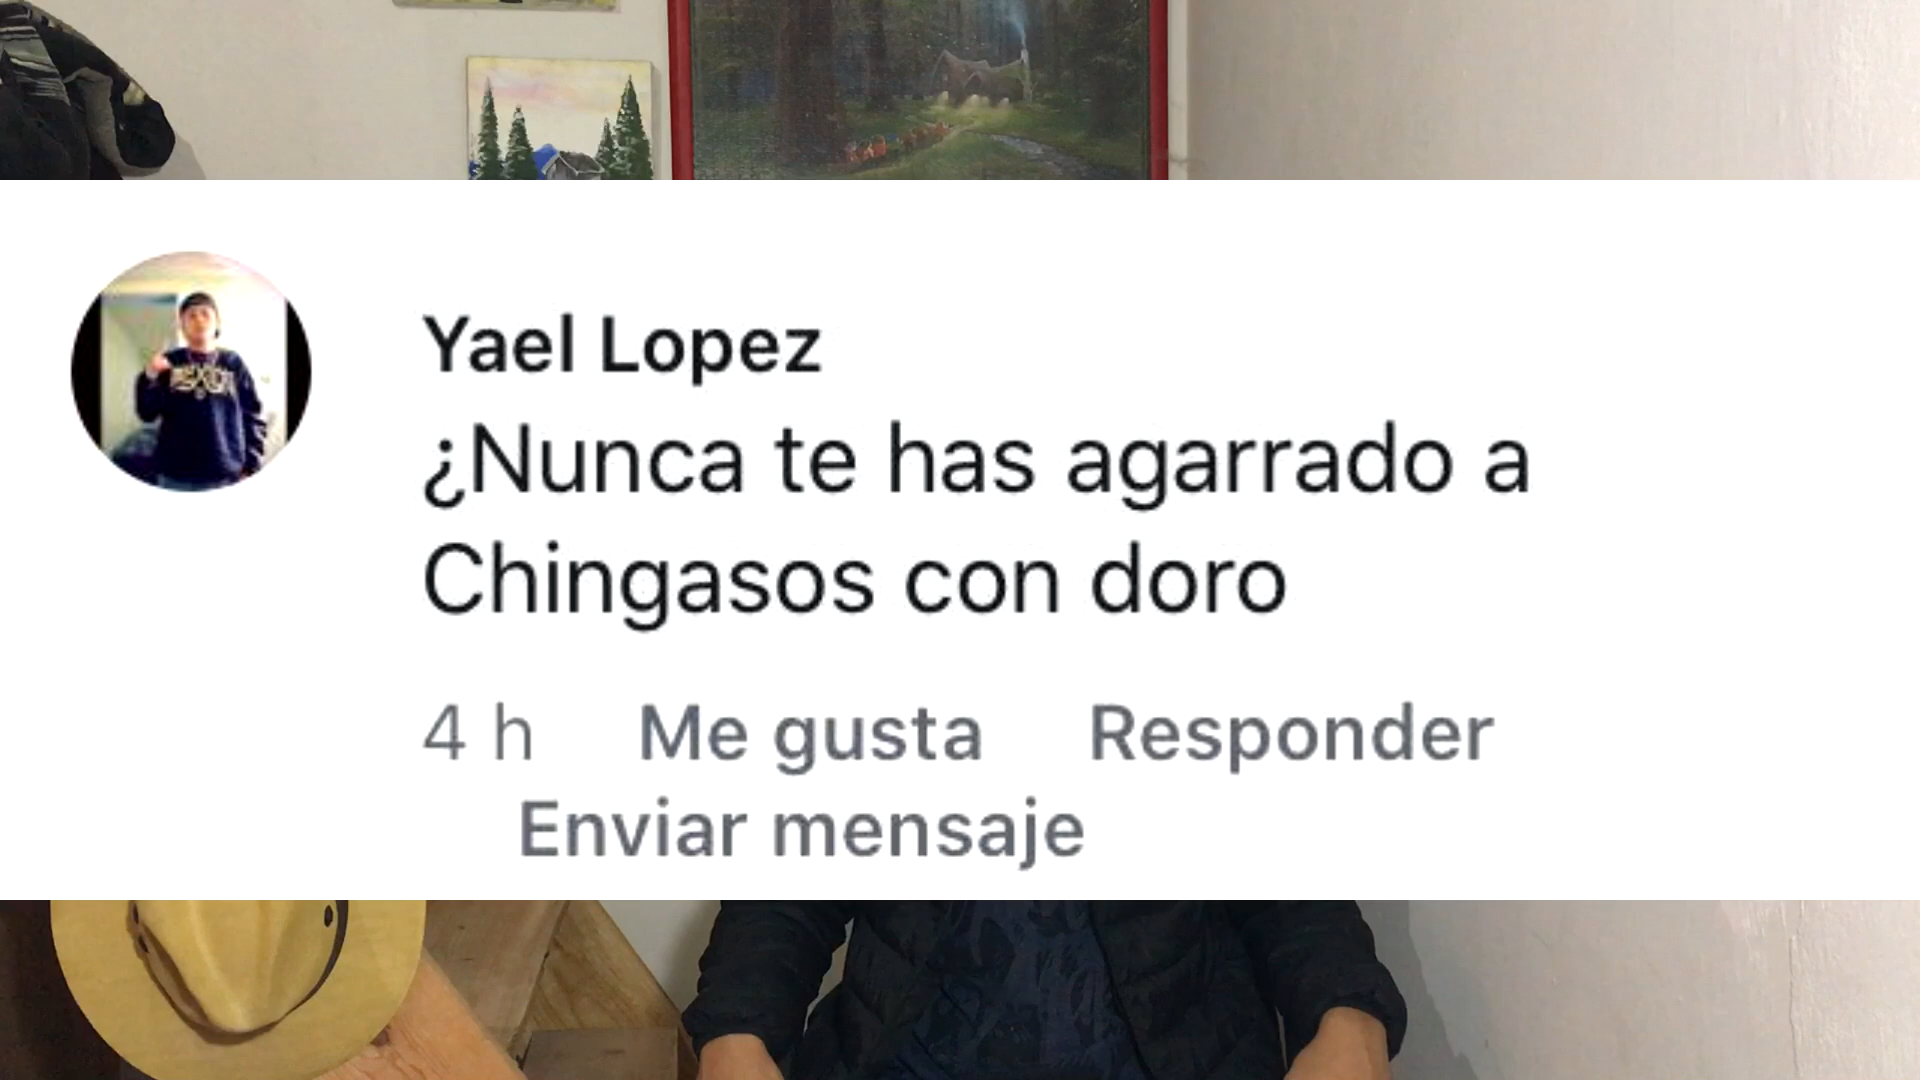 Yael Lopez
¿Nunca te has agarrado a
Chingasos con doro
4 h Me gusta Responder
Enviar mensaje